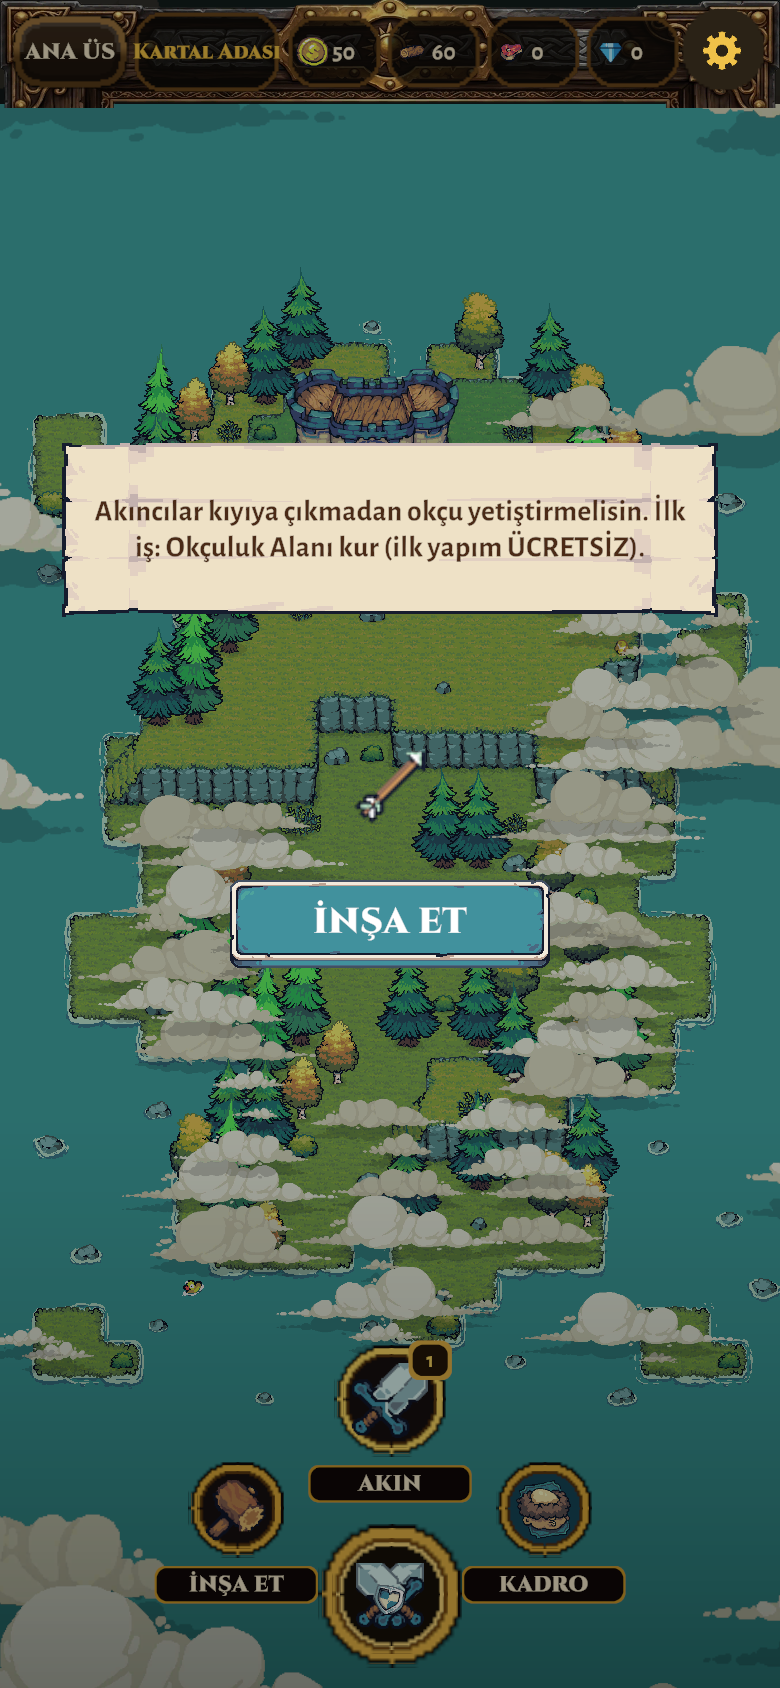 ANA ÜS
KARTAL ADASI
50
60
0
0
Akıncılar kıyıya çıkmadan okçu yetiştirmelisin. İlk
iş: Okçuluk Alanı kur (ilk yapım ÜCRETSİZ).
İNŞA ET
1
AKIN
İNŞA ET
KADRO